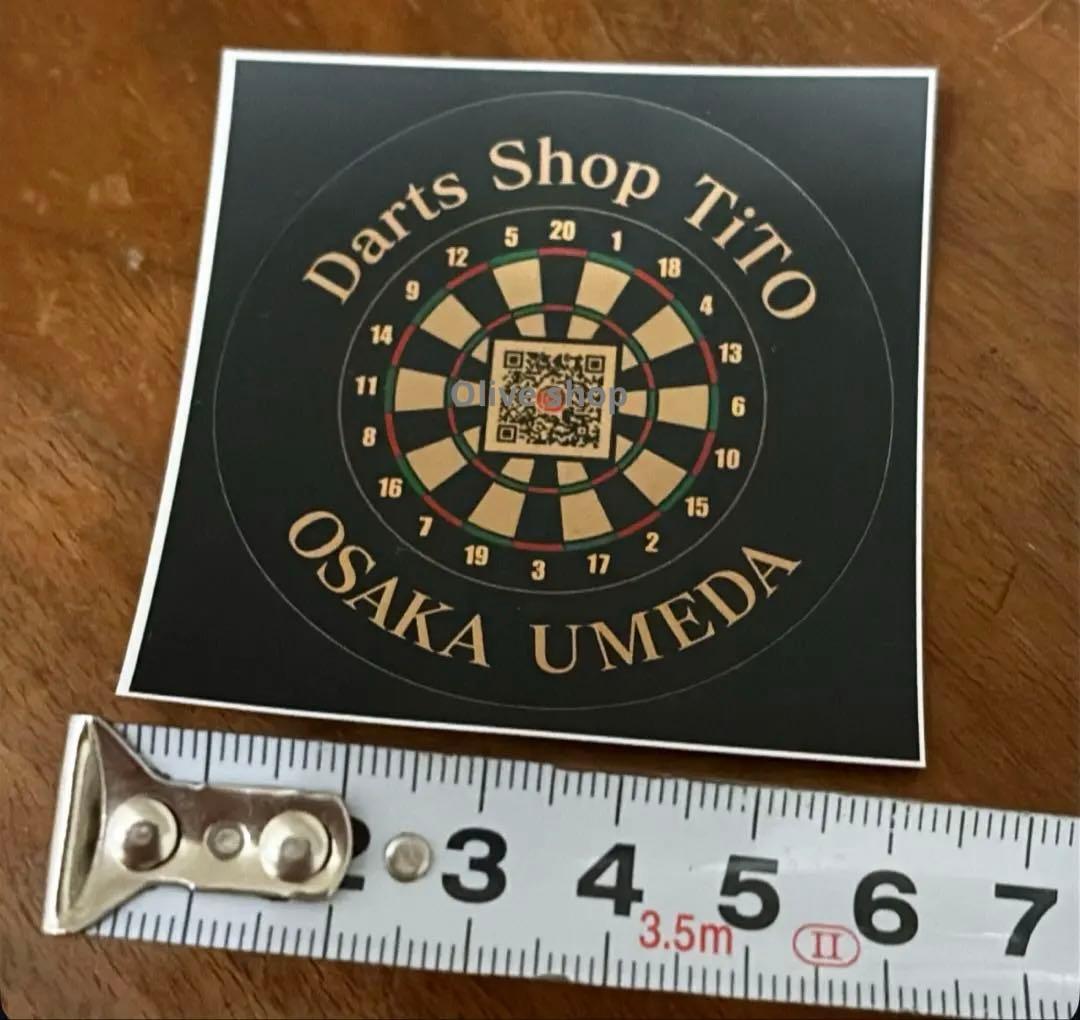 Darts Shop TiTO
20 1 18 4 13 6 10 15 2 17 3 19 7 16 8 11 14 9 12 5
Olive shop
OSAKA UMEDA
3 4 5 6 7
3.5m II